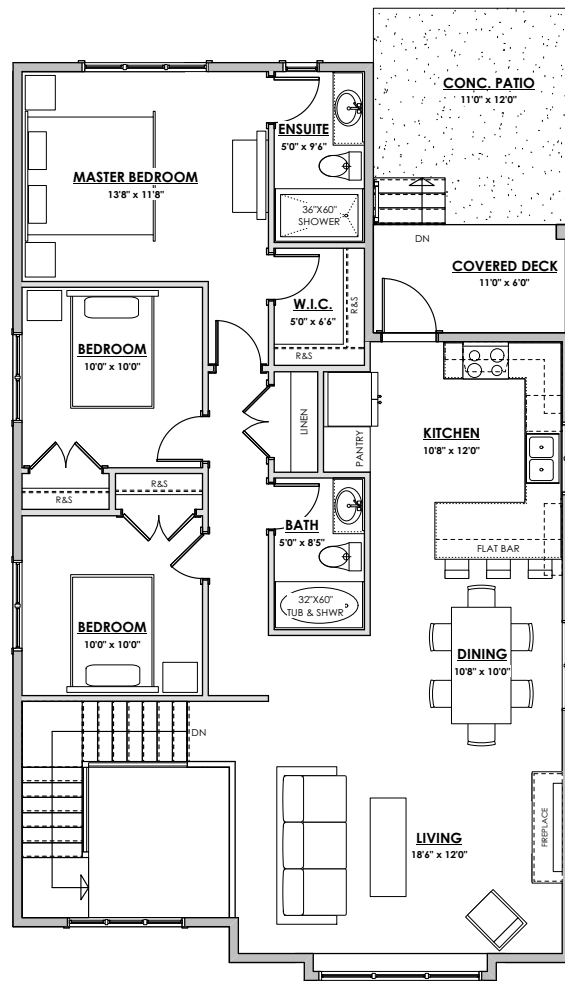 CONC. PATIO
11'0" x 12'0"
ENSUITE
5'0" x 9'6"
MASTER BEDROOM
13'8" x 11'8"
36"X60"
SHOWER
DN
COVERED DECK
11'0" x 6'0"
W.I.C.
5'0" x 6'6"
R&S
R&S
BEDROOM
10'0" x 10'0"
LINEN
PANTRY
KITCHEN
10'8" x 12'0"
R&S
R&S
BATH
5'0" x 8'5"
FLAT BAR
32"X60"
TUB & SHWR
BEDROOM
10'0" x 10'0"
DINING
10'8" x 10'0"
DN
LIVING
18'6" x 12'0"
FIREPLACE